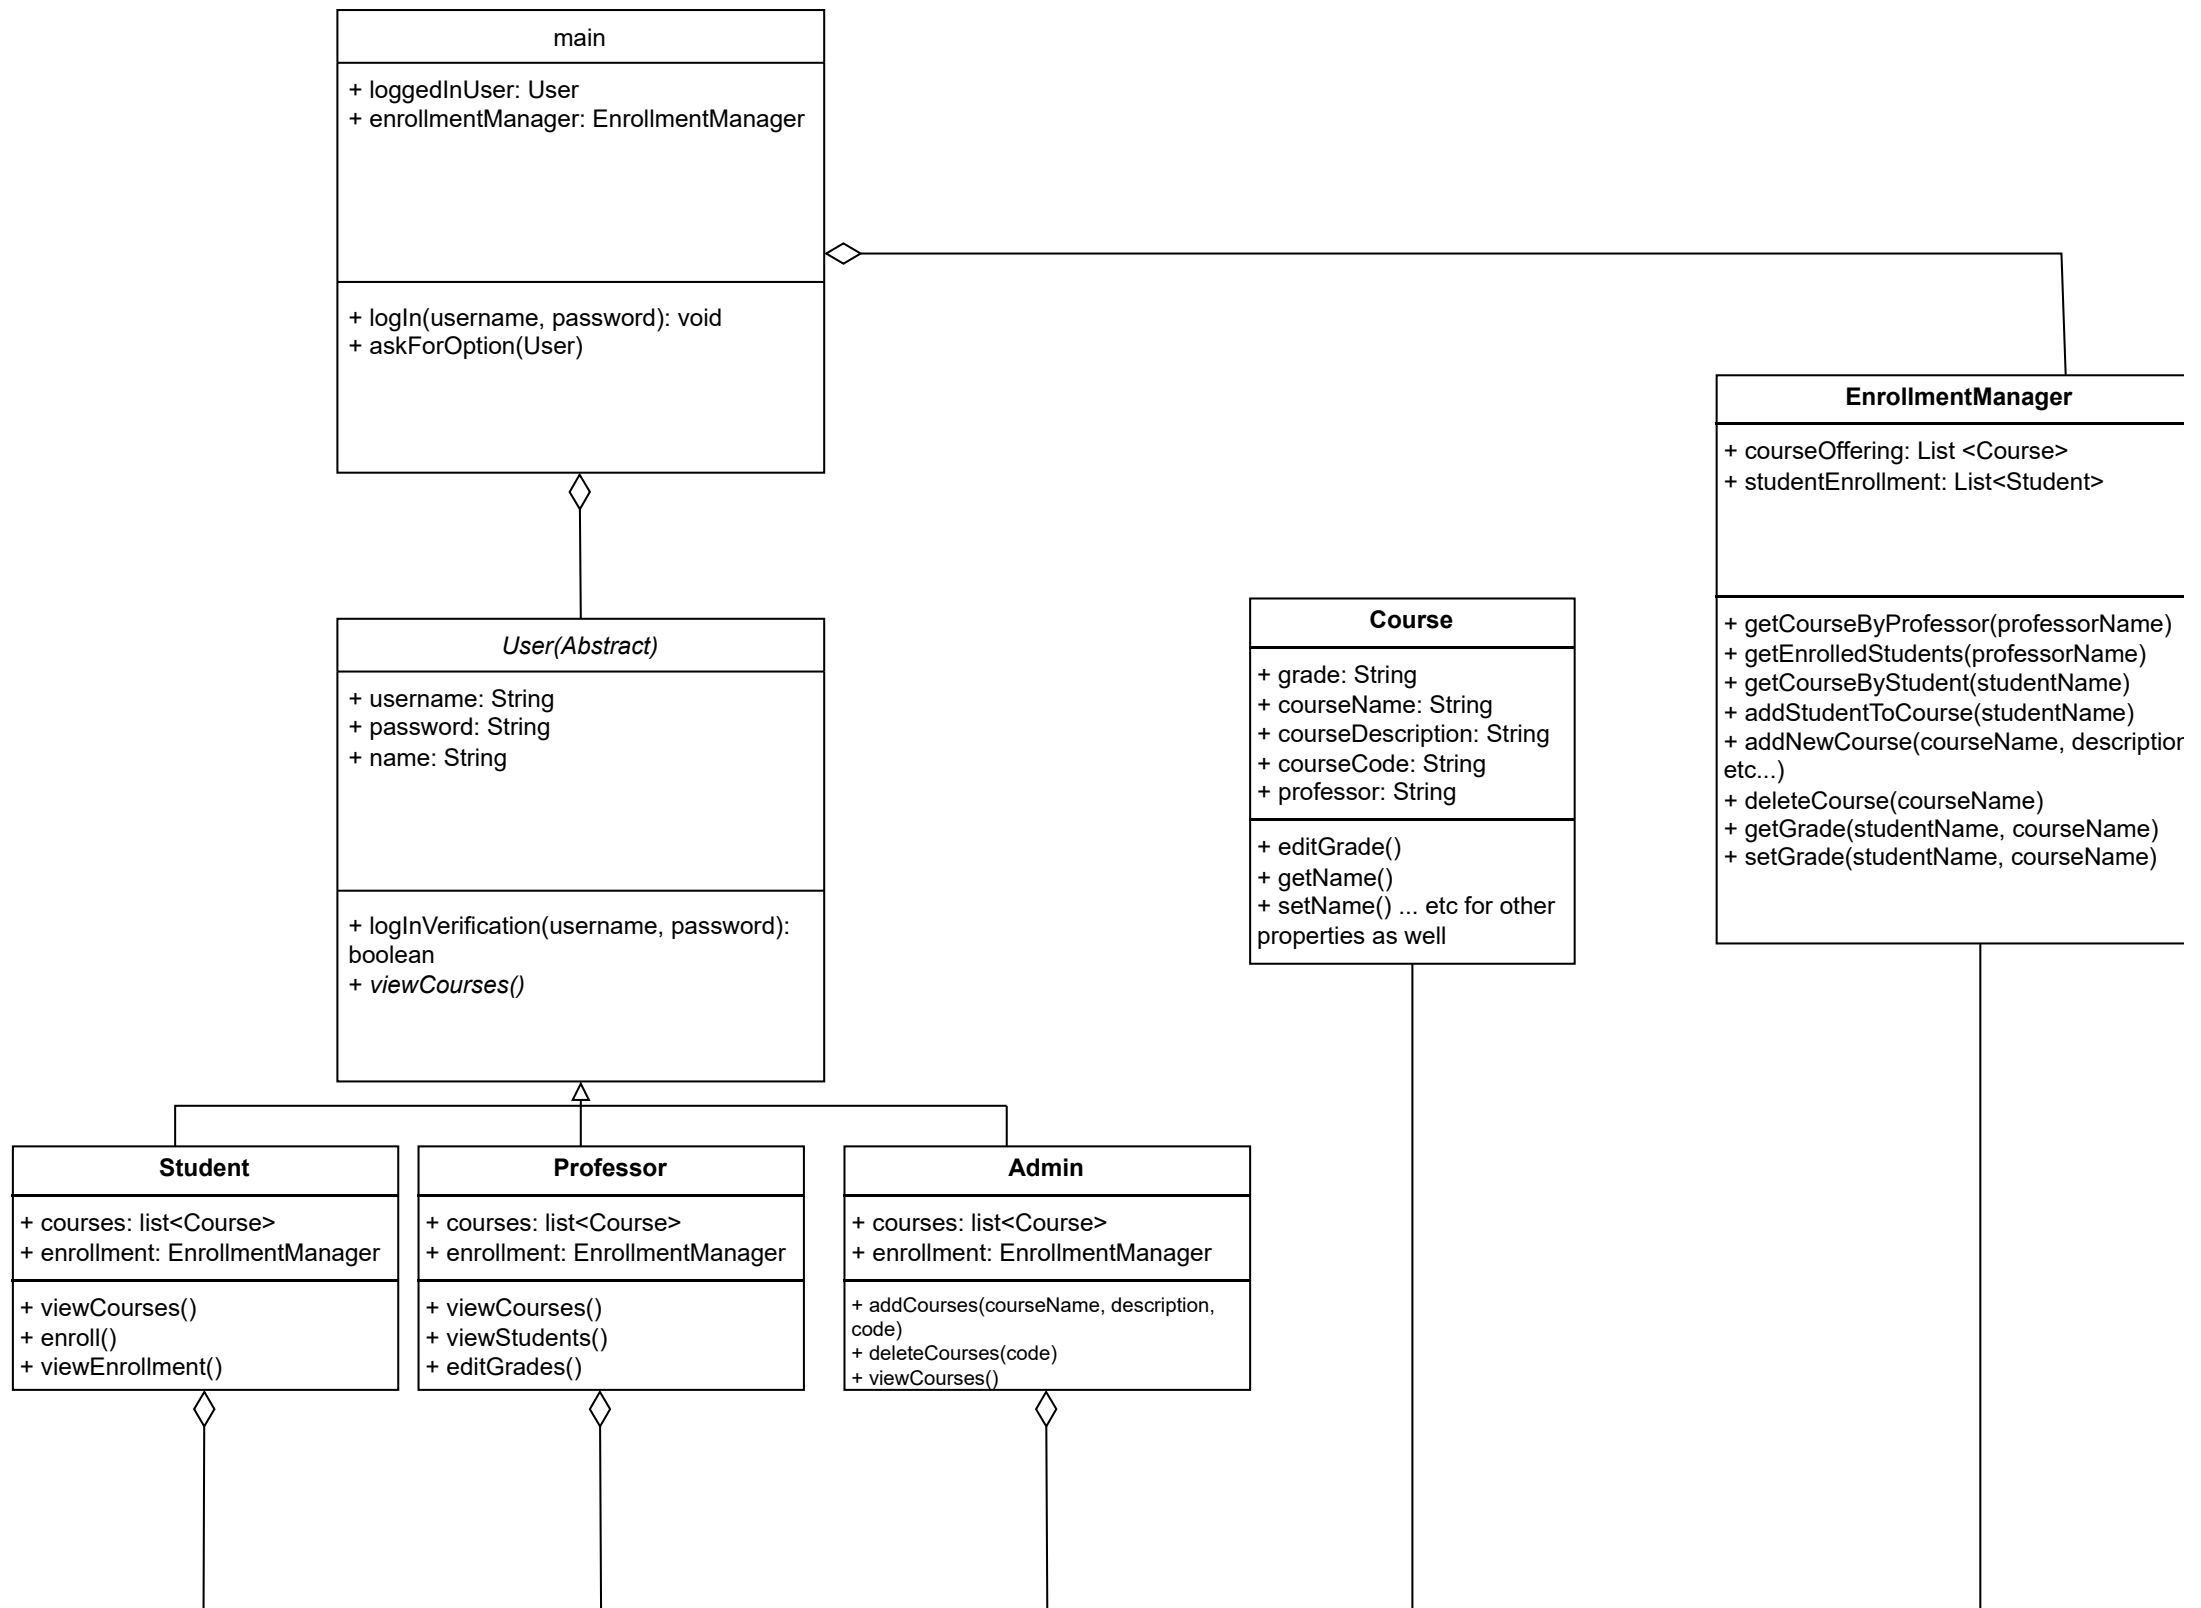 main
+ loggedInUser: User
+ enrollmentManager: EnrollmentManager
+ logIn(username, password): void
+ askForOption(User)
EnrollmentManager
+ courseOffering: List <Course>
+ studentEnrollment: List<Student>
+ getCourseByProfessor(professorName)
+ getEnrolledStudents(professorName)
+ getCourseByStudent(studentName)
+ addStudentToCourse(studentName)
+ addNewCourse(courseName, description
etc...)
+ deleteCourse(courseName)
+ getGrade(studentName, courseName)
+ setGrade(studentName, courseName)
Course
+ grade: String
+ courseName: String
+ courseDescription: String
+ courseCode: String
+ professor: String
+ editGrade()
+ getName()
+ setName() ... etc for other
properties as well
User(Abstract)
+ username: String
+ password: String
+ name: String
+ logInVerification(username, password):
boolean
+ viewCourses()
Student
+ courses: list<Course>
+ enrollment: EnrollmentManager
+ viewCourses()
+ enroll()
+ viewEnrollment()
Professor
+ courses: list<Course>
+ enrollment: EnrollmentManager
+ viewCourses()
+ viewStudents()
+ editGrades()
Admin
+ courses: list<Course>
+ enrollment: EnrollmentManager
+ addCourses(courseName, description,
code)
+ deleteCourses(code)
+ viewCourses()